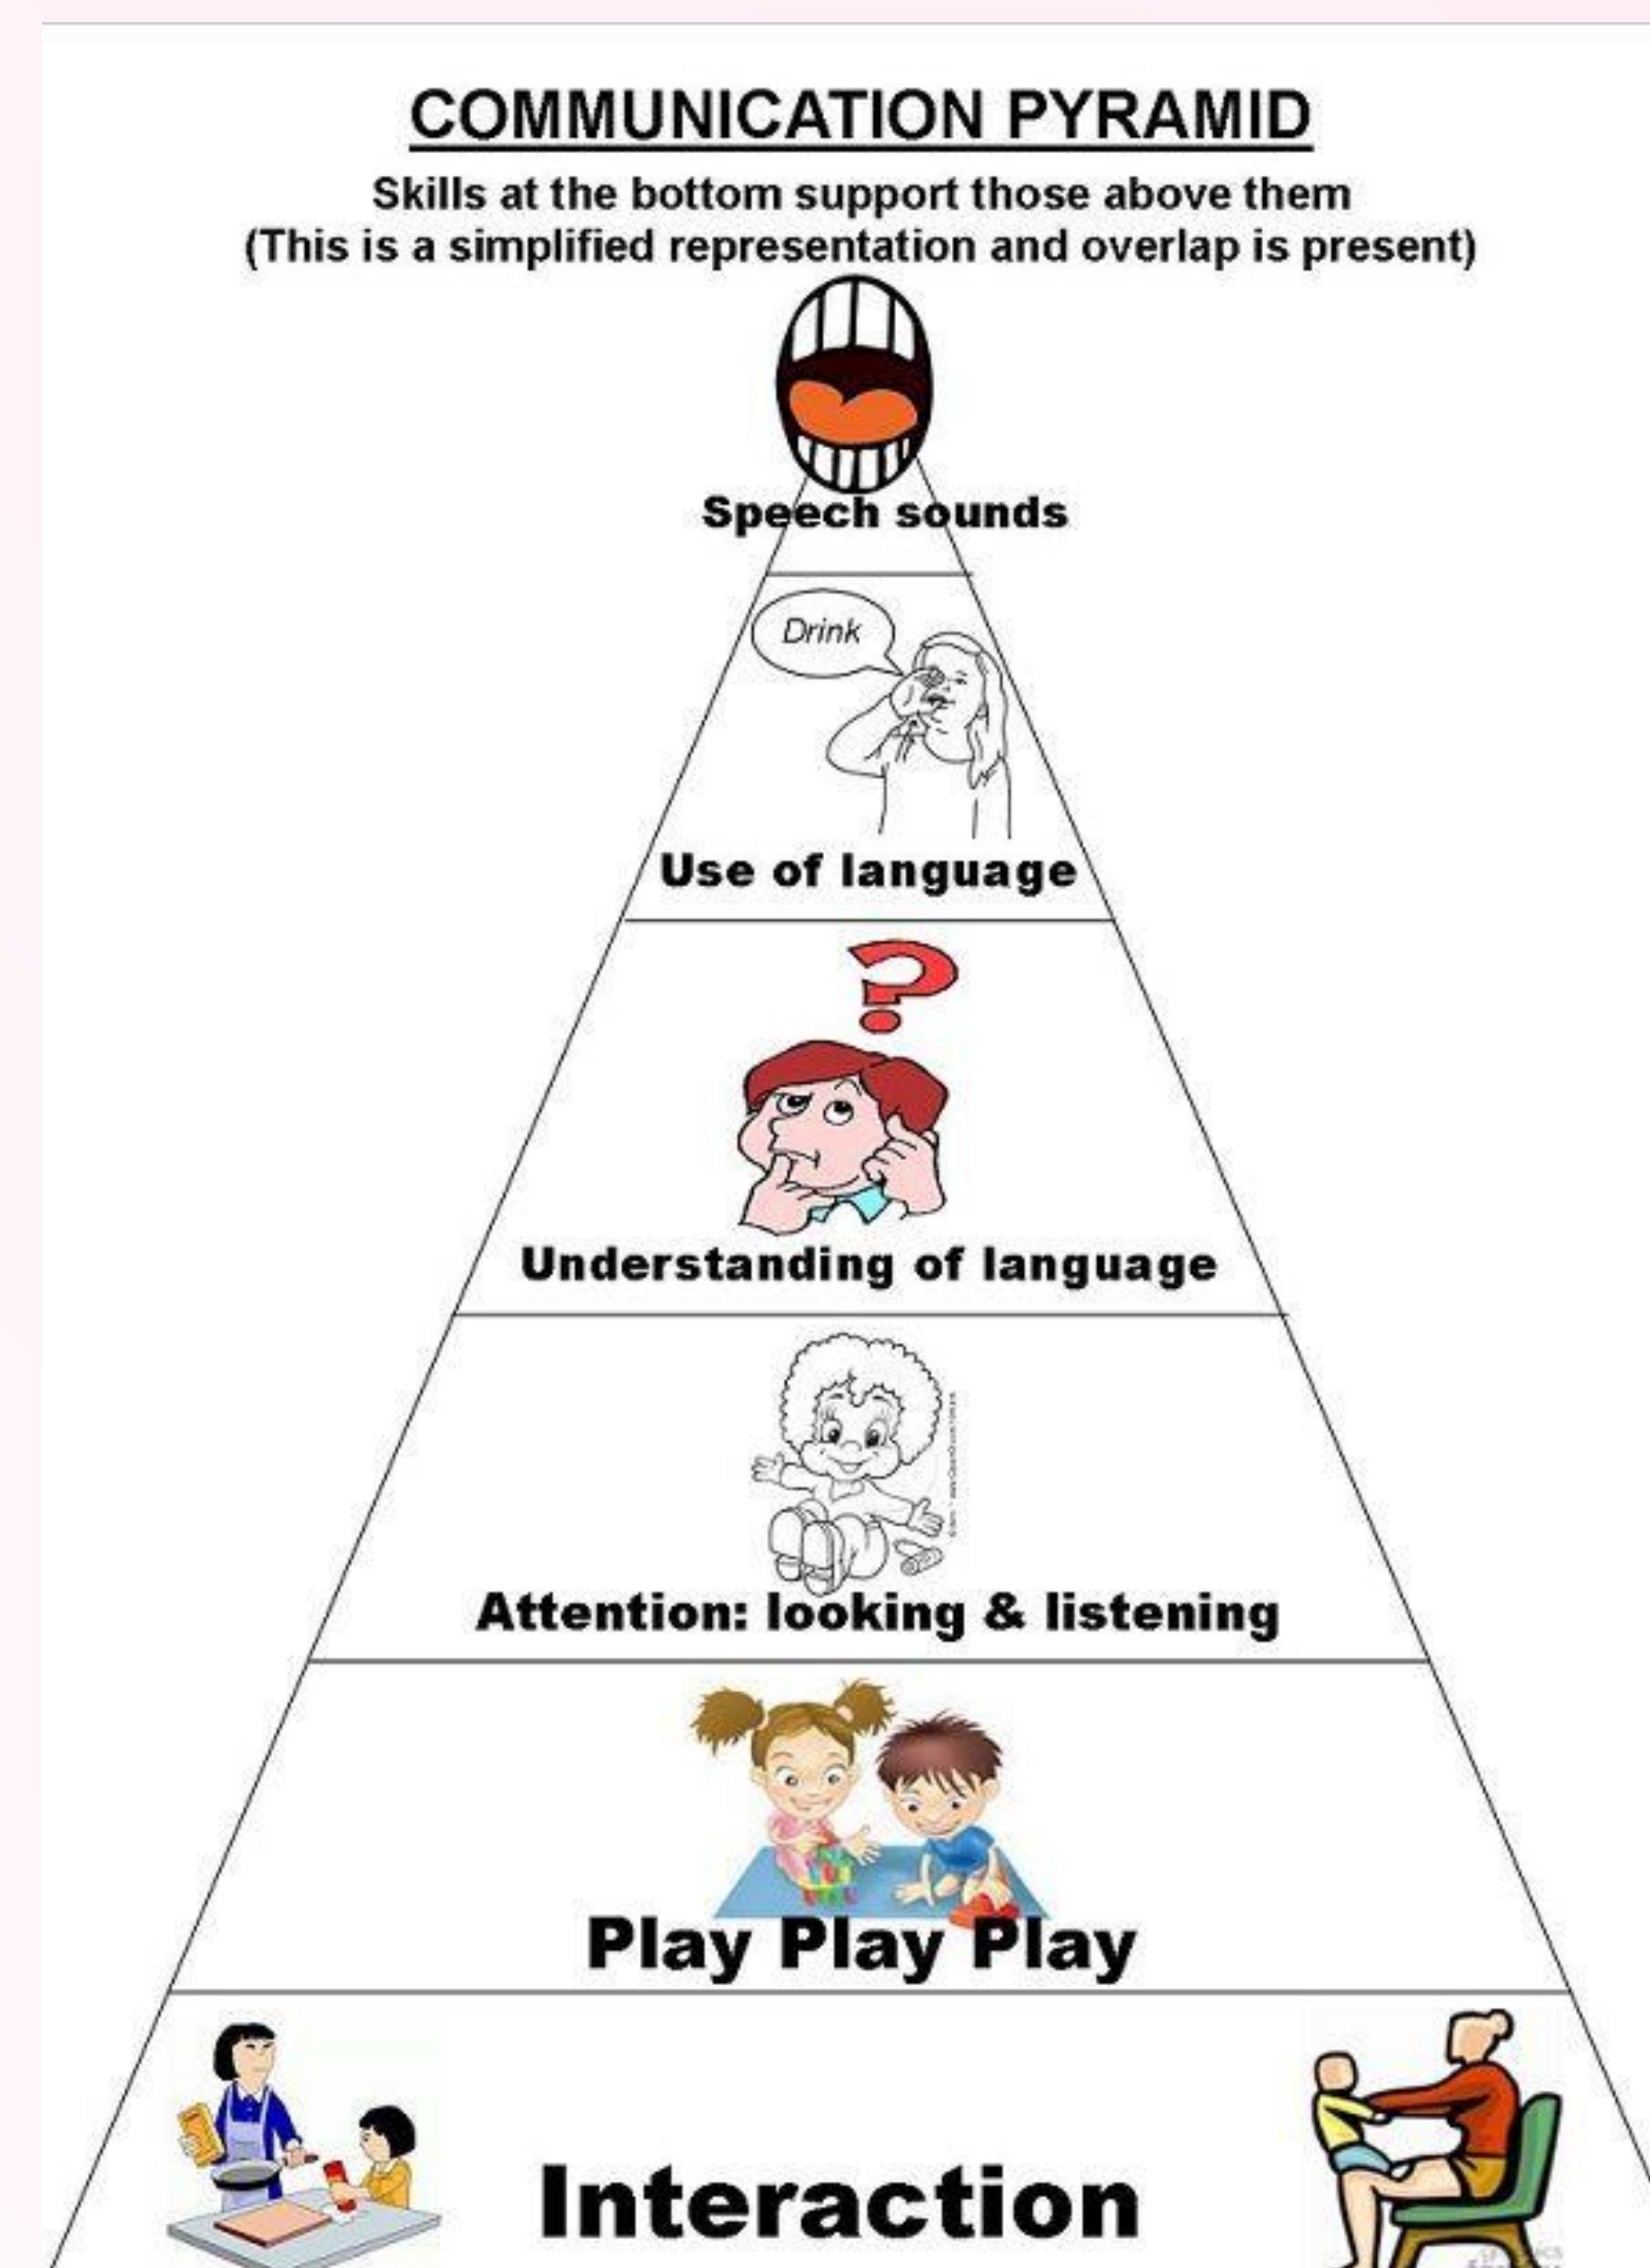 COMMUNICATION PYRAMID
Skills at the bottom support those above them
(This is a simplified representation and overlap is present)
Speech sounds
Drink
Use of language
?
Understanding of language
Attention: looking & listening
Play Play Play
Interaction